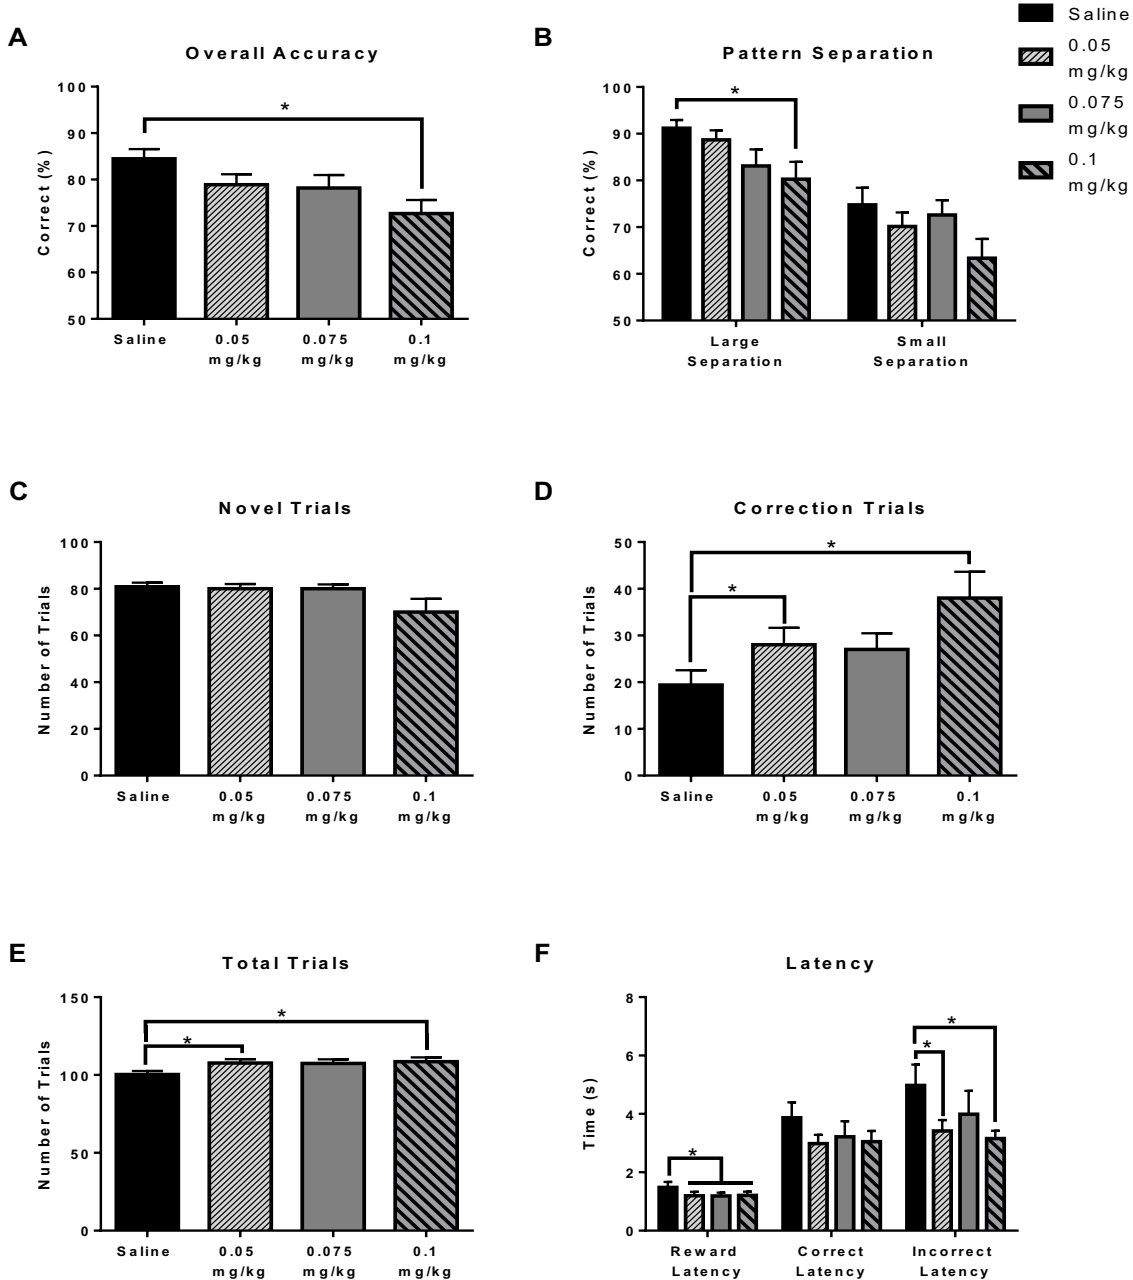 A
Overall Accuracy
Correct (%)
100
90
80
70
60
50
*
Saline
0.05
mg/kg
0.075
mg/kg
0.1
mg/kg
B
Pattern Separation
Correct (%)
100
90
80
70
60
50
*
Large
Separation
Small
Separation
Saline
0.05
mg/kg
0.075
mg/kg
0.1
mg/kg
C
Novel Trials
Number of Trials
100
80
60
40
20
0
Saline
0.05
mg/kg
0.075
mg/kg
0.1
mg/kg
D
Correction Trials
Number of Trials
50
40
30
20
10
0
*
*
Saline
0.05
mg/kg
0.075
mg/kg
0.1
mg/kg
E
Total Trials
Number of Trials
150
100
50
0
*
*
Saline
0.05
mg/kg
0.075
mg/kg
0.1
mg/kg
F
Latency
Time (s)
8
6
4
2
0
*
*
*
Reward
Latency
Correct
Latency
Incorrect
Latency